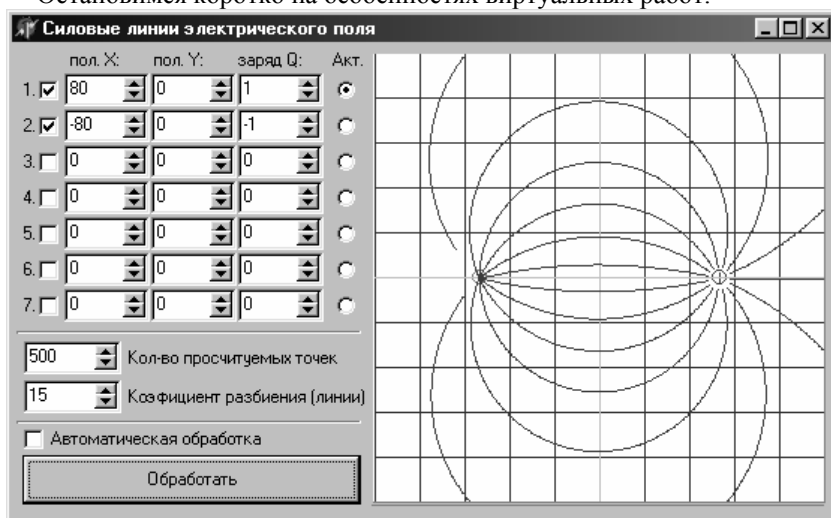 Остановимся коротко на особенностях виртуальных работ.
Силовые линии электрического поля
пол. X: пол. Y: заряд Q: Акт.
1. 80 0 1
2. -80 0 -1
3. 0 0 0
4. 0 0 0
5. 0 0 0
6. 0 0 0
7. 0 0 0
500 Кол-во просчитуемых точек
15 Коэфициент разбиения (линии)
Автоматическая обработка
Обработать